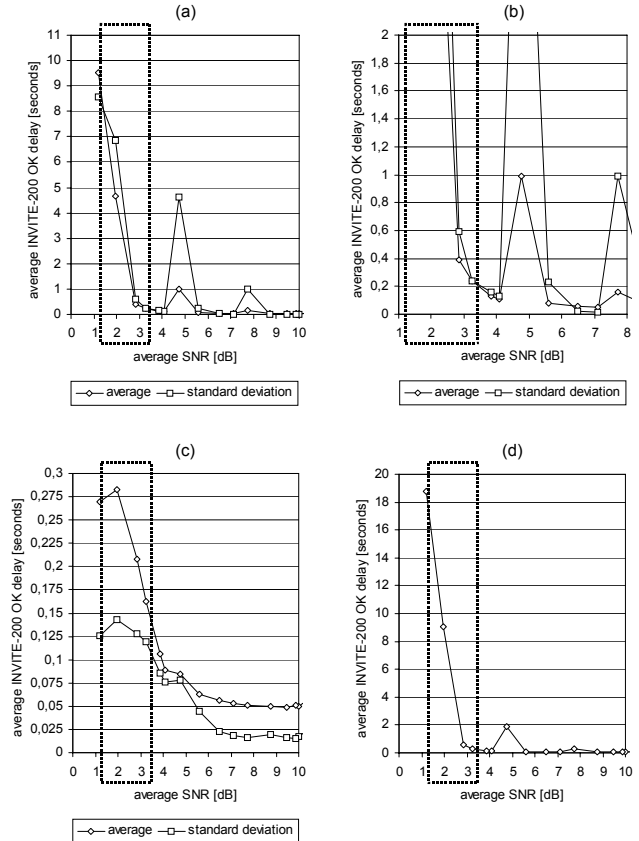 (a)
average INVITE-200 OK delay [seconds]
11
10
9
8
7
6
5
4
3
2
1
0
0 1 2 3 4 5 6 7 8 9 10
average SNR [dB]
average standard deviation
(b)
average INVITE-200 OK delay [seconds]
2
1,8
1,6
1,4
1,2
1
0,8
0,6
0,4
0,2
0
1 2 3 4 5 6 7 8
average SNR [dB]
average standard deviation
(c)
average INVITE-200 OK delay [seconds]
0,3
0,275
0,25
0,225
0,2
0,175
0,15
0,125
0,1
0,075
0,05
0,025
0
0 1 2 3 4 5 6 7 8 9 10
average SNR [dB]
average standard deviation
(d)
average INVITE-200 OK delay [seconds]
20
18
16
14
12
10
8
6
4
2
0
0 1 2 3 4 5 6 7 8 9 10
average SNR [dB]